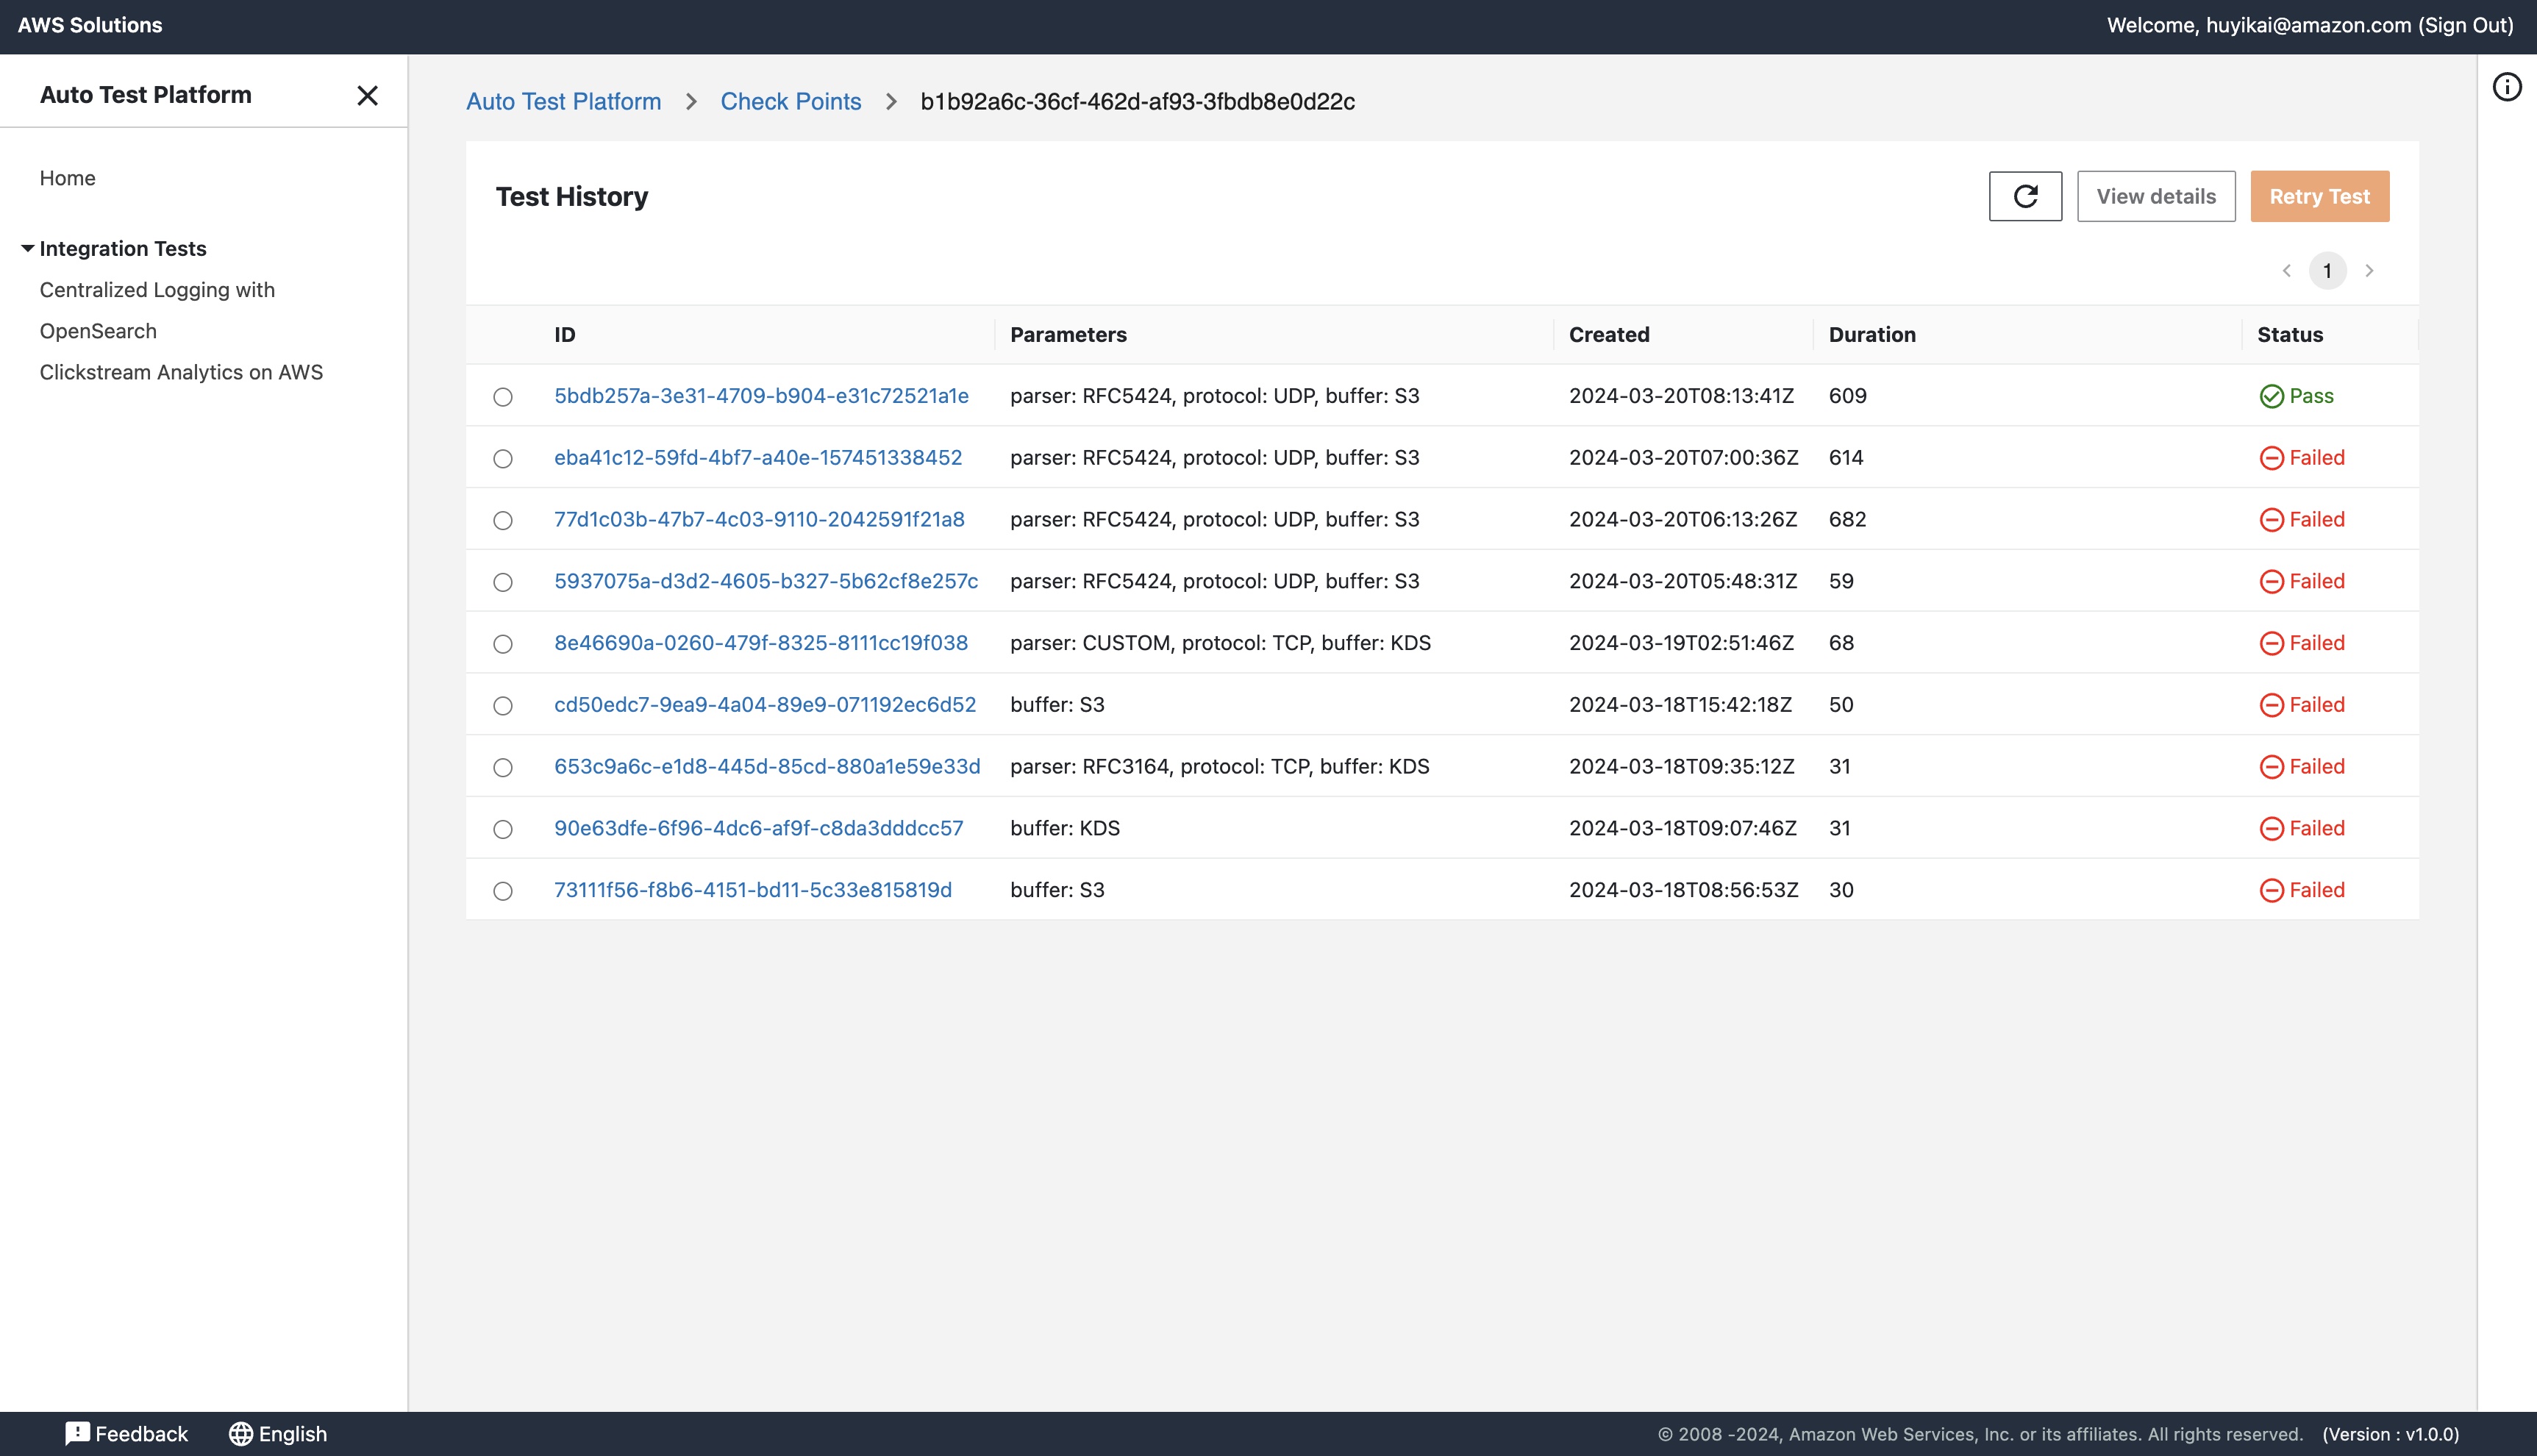 AWS Solutions
Welcome, huyikai@amazon.com (Sign Out)
Auto Test Platform
Home
Integration Tests
Centralized Logging with
OpenSearch
Clickstream Analytics on AWS
Auto Test Platform > Check Points > b1b92a6c-36cf-462d-af93-3fbdb8e0d22c
Test History
View details
Retry Test
1
ID Parameters Created Duration Status
5bdb257a-3e31-4709-b904-e31c72521a1e parser: RFC5424, protocol: UDP, buffer: S3 2024-03-20T08:13:41Z 609 Pass
eba41c12-59fd-4bf7-a40e-157451338452 parser: RFC5424, protocol: UDP, buffer: S3 2024-03-20T07:00:36Z 614 Failed
77d1c03b-47b7-4c03-9110-2042591f21a8 parser: RFC5424, protocol: UDP, buffer: S3 2024-03-20T06:13:26Z 682 Failed
5937075a-d3d2-4605-b327-5b62cf8e257c parser: RFC5424, protocol: UDP, buffer: S3 2024-03-20T05:48:31Z 59 Failed
8e46690a-0260-479f-8325-8111cc19f038 parser: CUSTOM, protocol: TCP, buffer: KDS 2024-03-19T02:51:46Z 68 Failed
cd50edc7-9ea9-4a04-89e9-071192ec6d52 buffer: S3 2024-03-18T15:42:18Z 50 Failed
653c9a6c-e1d8-445d-85cd-880a1e59e33d parser: RFC3164, protocol: TCP, buffer: KDS 2024-03-18T09:35:12Z 31 Failed
90e63dfe-6f96-4dc6-af9f-c8da3dddcc57 buffer: KDS 2024-03-18T09:07:46Z 31 Failed
73111f56-f8b6-4151-bd11-5c33e815819d buffer: S3 2024-03-18T08:56:53Z 30 Failed
Feedback
English
© 2008 -2024, Amazon Web Services, Inc. or its affiliates. All rights reserved. (Version : v1.0.0)